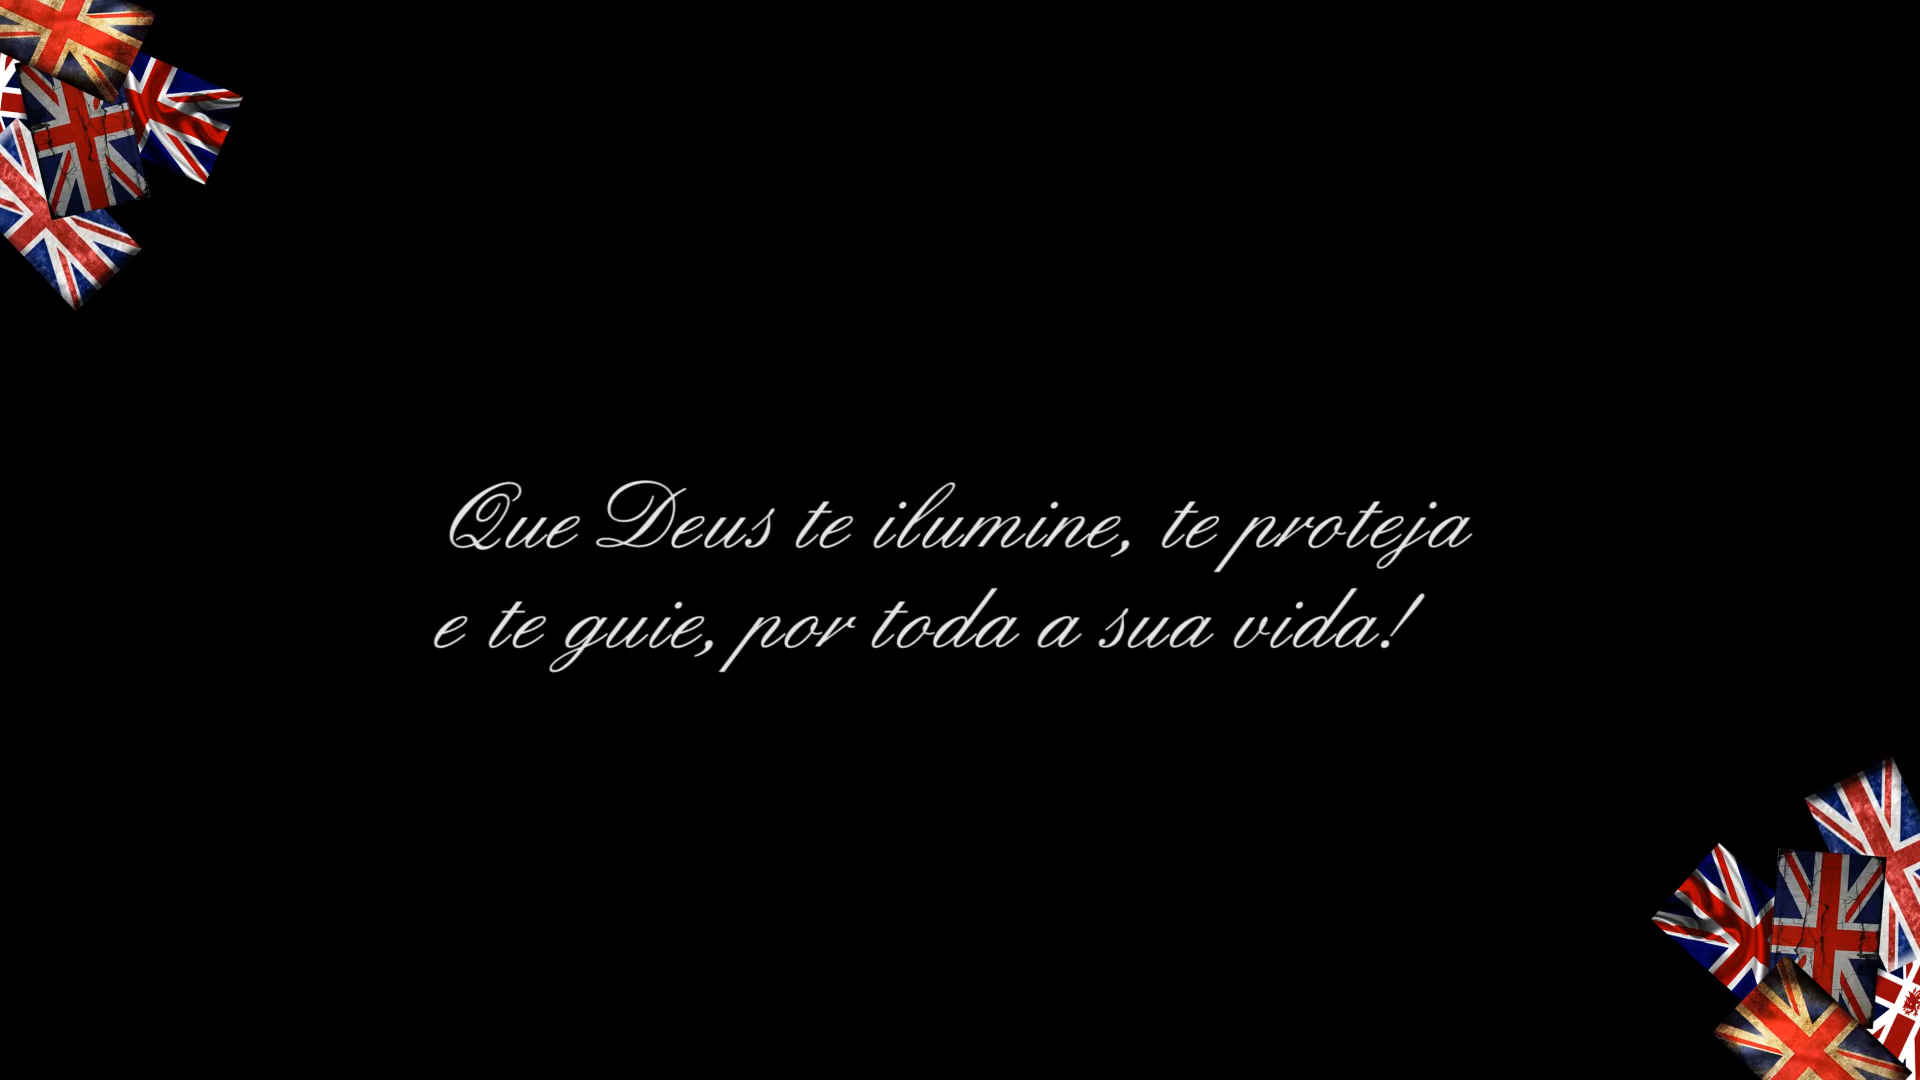 Que Deus te ilumine, te proteja
e te guie, por toda a sua vida!